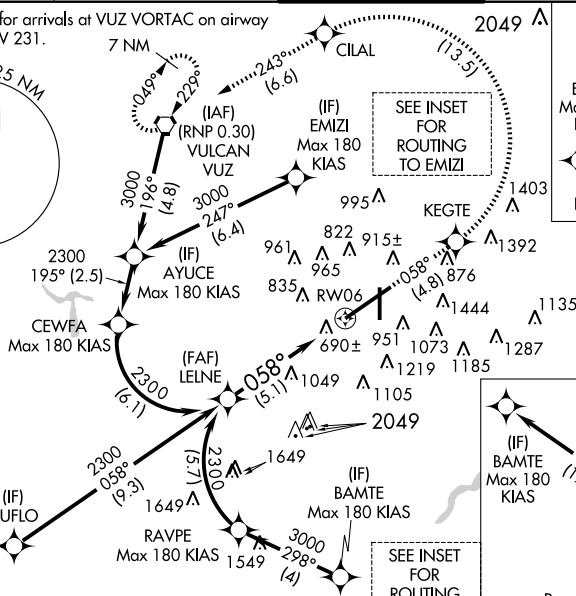 for arrivals at VUZ VORTAC on airway
V 231.
7 NM
25 NM
049°
229°
243°
(6.6)
CILAL
(13.5)
2049
(IAF)
(RNP 0.30)
VULCAN
VUZ
(IF)
EMIZI
Max 180
KIAS
SEE INSET
FOR
ROUTING
TO EMIZI
3000
196°
(4.8)
3000
247°
(6.4)
995
1403
KEGTE
1392
822
915±
961
965
876
2300
195° (2.5)
(IF)
AYUCE
Max 180 KIAS
835
RW06
058°
(4.8)
1444
1135
CEWFA
Max 180 KIAS
690±
951
1073
1287
1185
1219
(FAF)
LELNE
058°
(5.1)
1049
1105
2300
(6.1)
2049
2300
058°
(9.3)
2300
(5.7)
1649
1649
(IF)
UFLO
RAVPE
Max 180 KIAS
1549
(IF)
BAMTE
Max 180 KIAS
3000
298°
(4)
(IF)
BAMTE
Max 180
KIAS
SEE INSET
FOR
ROUTING